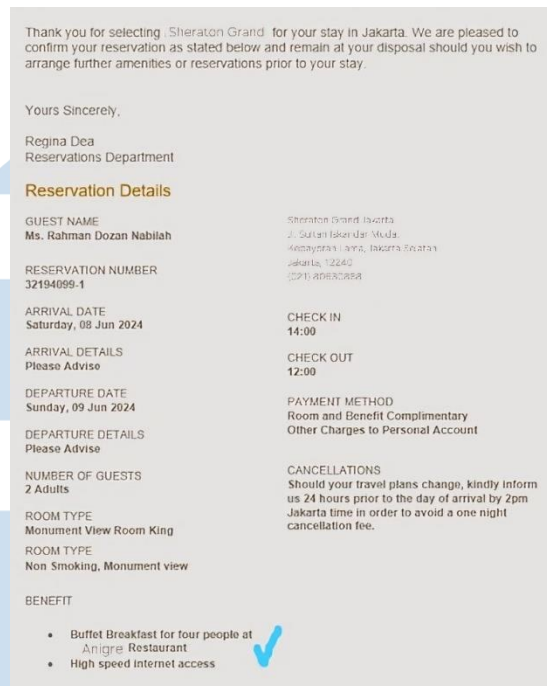 Thank you for selecting Sheraton Grand for your stay in Jakarta. We are pleased to
confirm your reservation as stated below and remain at your disposal should you wish to
arrange further amenities or reservations prior to your stay.
Yours Sincerely,
Regina Dea
Reservations Department
Reservation Details
GUEST NAME
Ms. Rahman Dozan Nabilah
RESERVATION NUMBER
32194099-1
ARRIVAL DATE
Saturday, 08 Jun 2024
ARRIVAL DETAILS
Please Advise
DEPARTURE DATE
Sunday, 09 Jun 2024
DEPARTURE DETAILS
Please Advise
NUMBER OF GUESTS
2 Adults
ROOM TYPE
Monument View Room King
ROOM TYPE
Non Smoking, Monument view
BENEFIT
• Buffet Breakfast for four people at
Anigre Restaurant
• High speed internet access
Sheraton Grand Jakarta
Jl. Sultan Iskandar Muda,
Kebayoran Lama, Jakarta Selatan
Jakarta, 12240
CHECK IN
14:00
CHECK OUT
12:00
PAYMENT METHOD
Room and Benefit Complimentary
Other Charges to Personal Account
CANCELLATIONS
Should your travel plans change, kindly inform
us 24 hours prior to the day of arrival by 2pm
Jakarta time in order to avoid a one night
cancellation fee.